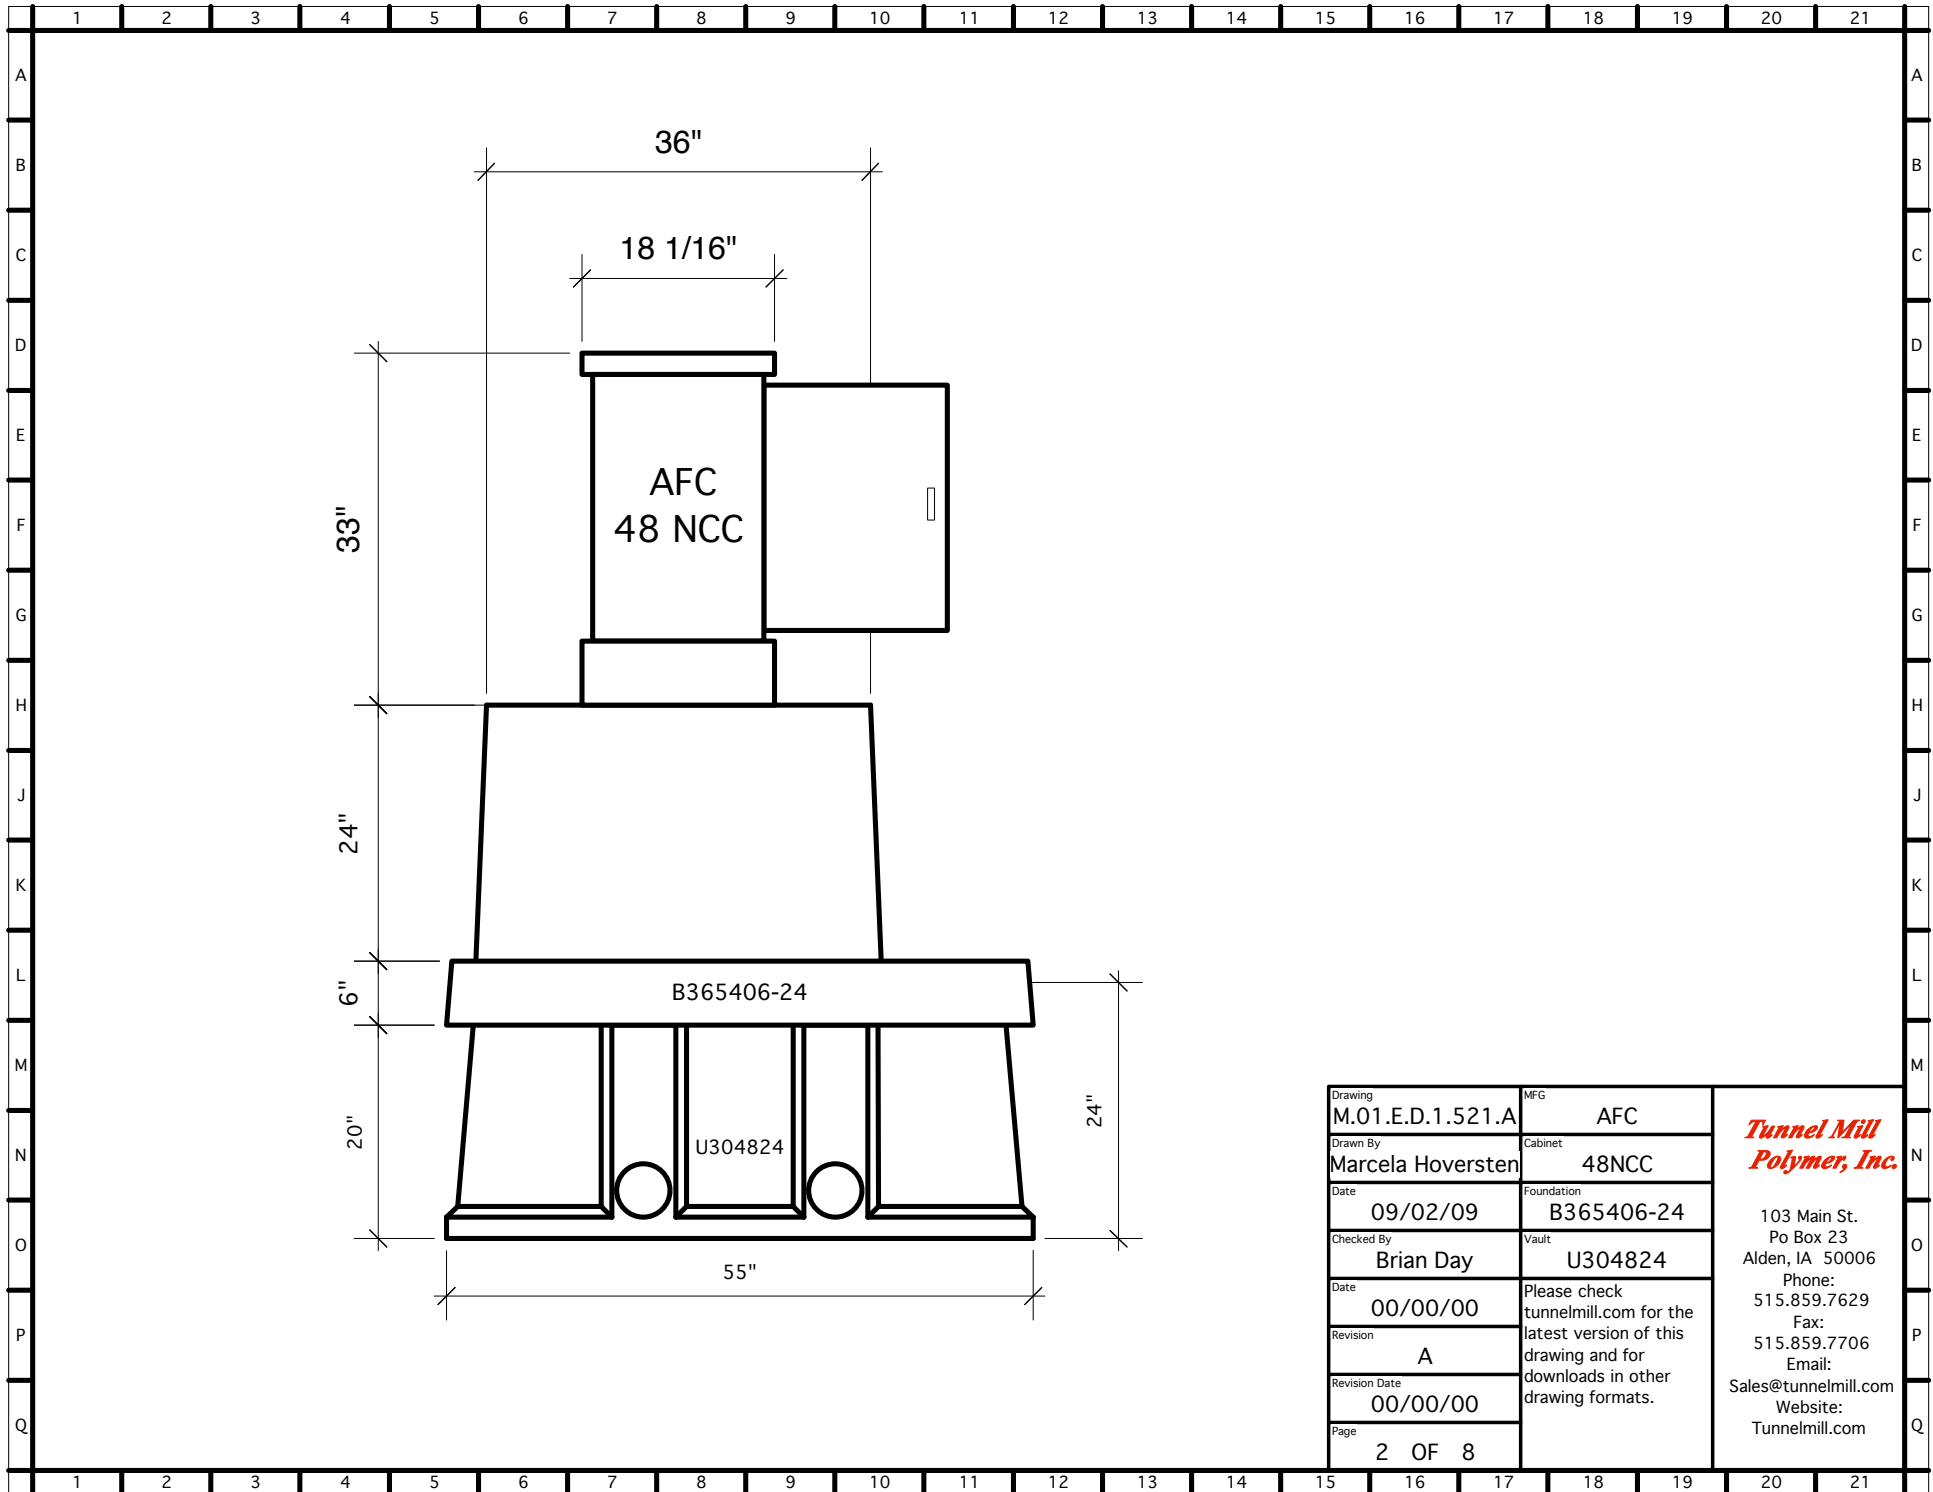 1 2 3 4 5 6 7 8 9 10 11 12 13 14 15 16 17 18 19 20 21
A A
B B
C C
D D
E E
F F
G G
H H
J J
K K
L L
M M
N N
O O
P P
Q Q
36"
18 1/16"
33"
AFC
48 NCC
24"
6"
B365406-24
20"
24"
U304824
55"
Drawing
M.01.E.D.1.521.A
MFG
AFC
Drawn By
Marcela Hoversten
Cabinet
48NCC
Date
09/02/09
Foundation
B365406-24
Checked By
Brian Day
Vault
U304824
Date
00/00/00
Revision
A
Revision Date
00/00/00
Page
2 OF 8
Please check
tunnelmill.com for the
latest version of this
drawing and for
downloads in other
drawing formats.
Tunnel Mill
Polymer, Inc.
103 Main St.
Po Box 23
Alden, IA 50006
Phone:
515.859.7629
Fax:
515.859.7706
Email:
Sales@tunnelmill.com
Website:
Tunnelmill.com
1 2 3 4 5 6 7 8 9 10 11 12 13 14 15 16 17 18 19 20 21